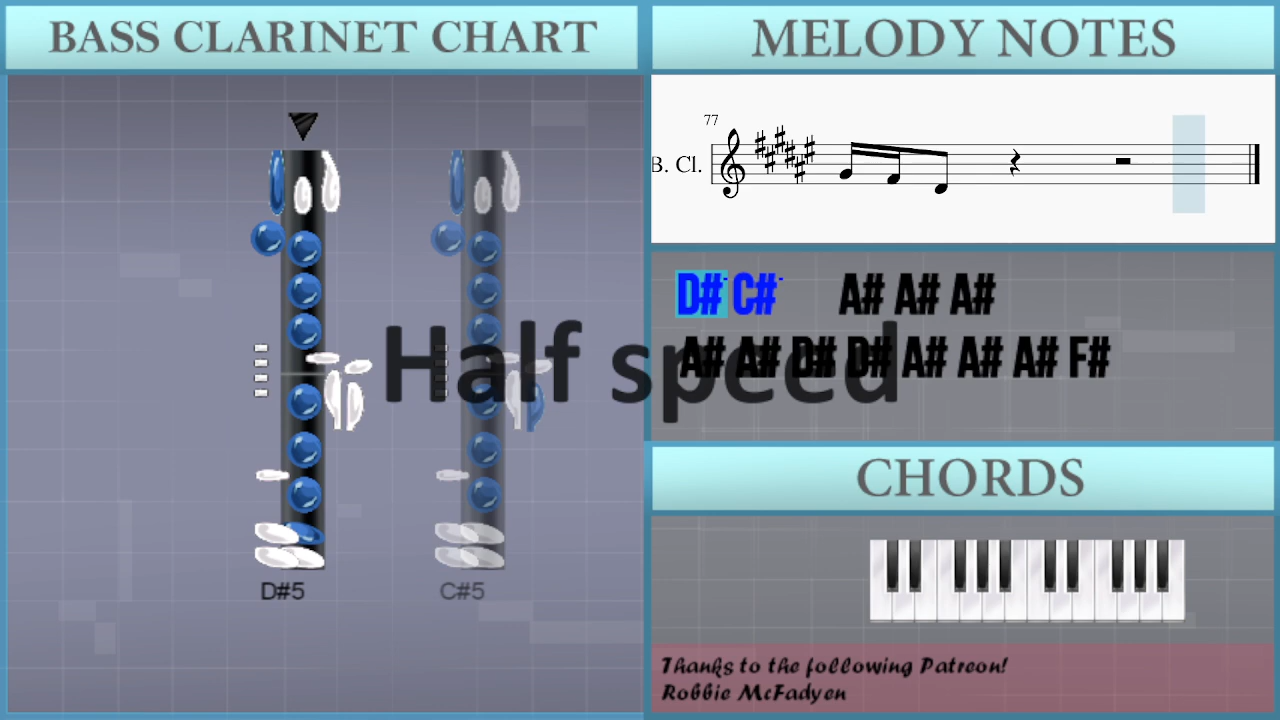 BASS CLARINET CHART
D#5
C#5
Half speed
MELODY NOTES
77
B. Cl.
D# C# A# A# A#
A# A# D# D# A# A# A# F#
CHORDS
Thanks to the following Patreon!
Robbie McFadyen